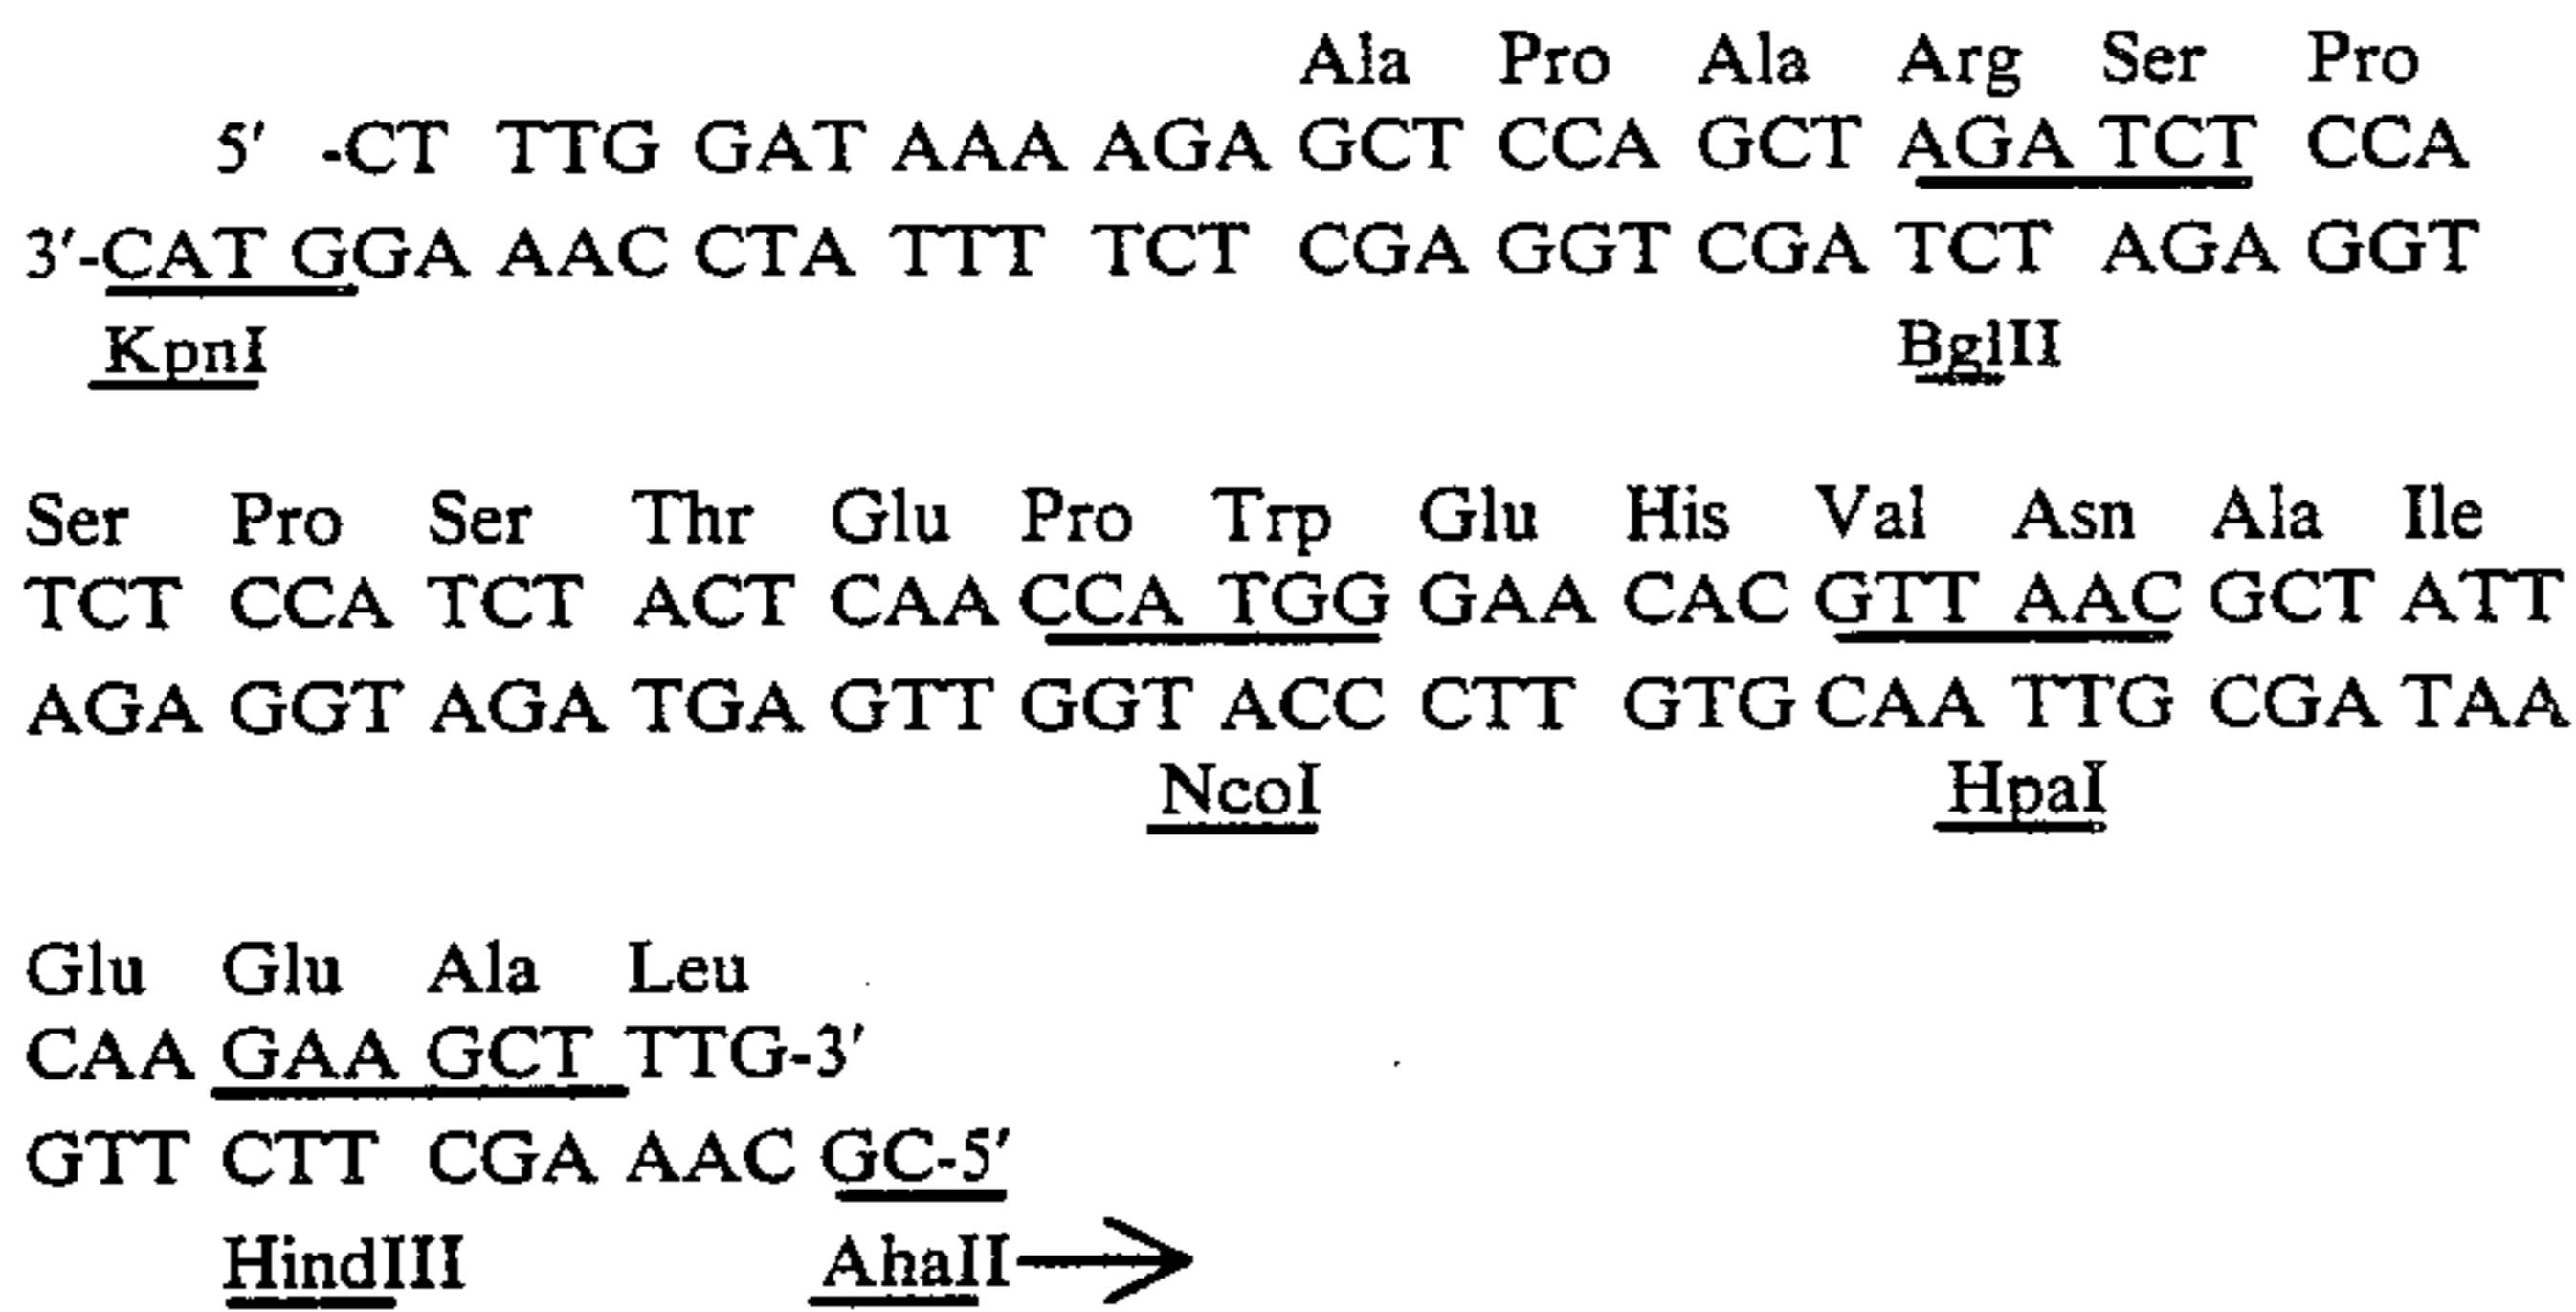 Ala Pro Ala Arg Ser Pro
5′ -CT TTG GAT AAA AGA GCT CCA GCT AGA TCT CCA
3′-CATGGA AAC CTA TTT TCT CGA GGT CGA TCT AGA GGT
KpnI BglII
Ser Pro Ser Thr Glu Pro Trp Glu His Val Asn Ala Ile
TCT CCA TCT ACT CAA CCA TGG GAA CAC GTT AAC GCT ATT
AGA GGT AGA TGA GTT GGT ACC CTT GTG CAA TTG CGA TAA
NcoI HpaI
Glu Glu Ala Leu
CAA GAA GCT TTG-3′
GTT CTT CGA AAC GC-5′
HindIII AhaII